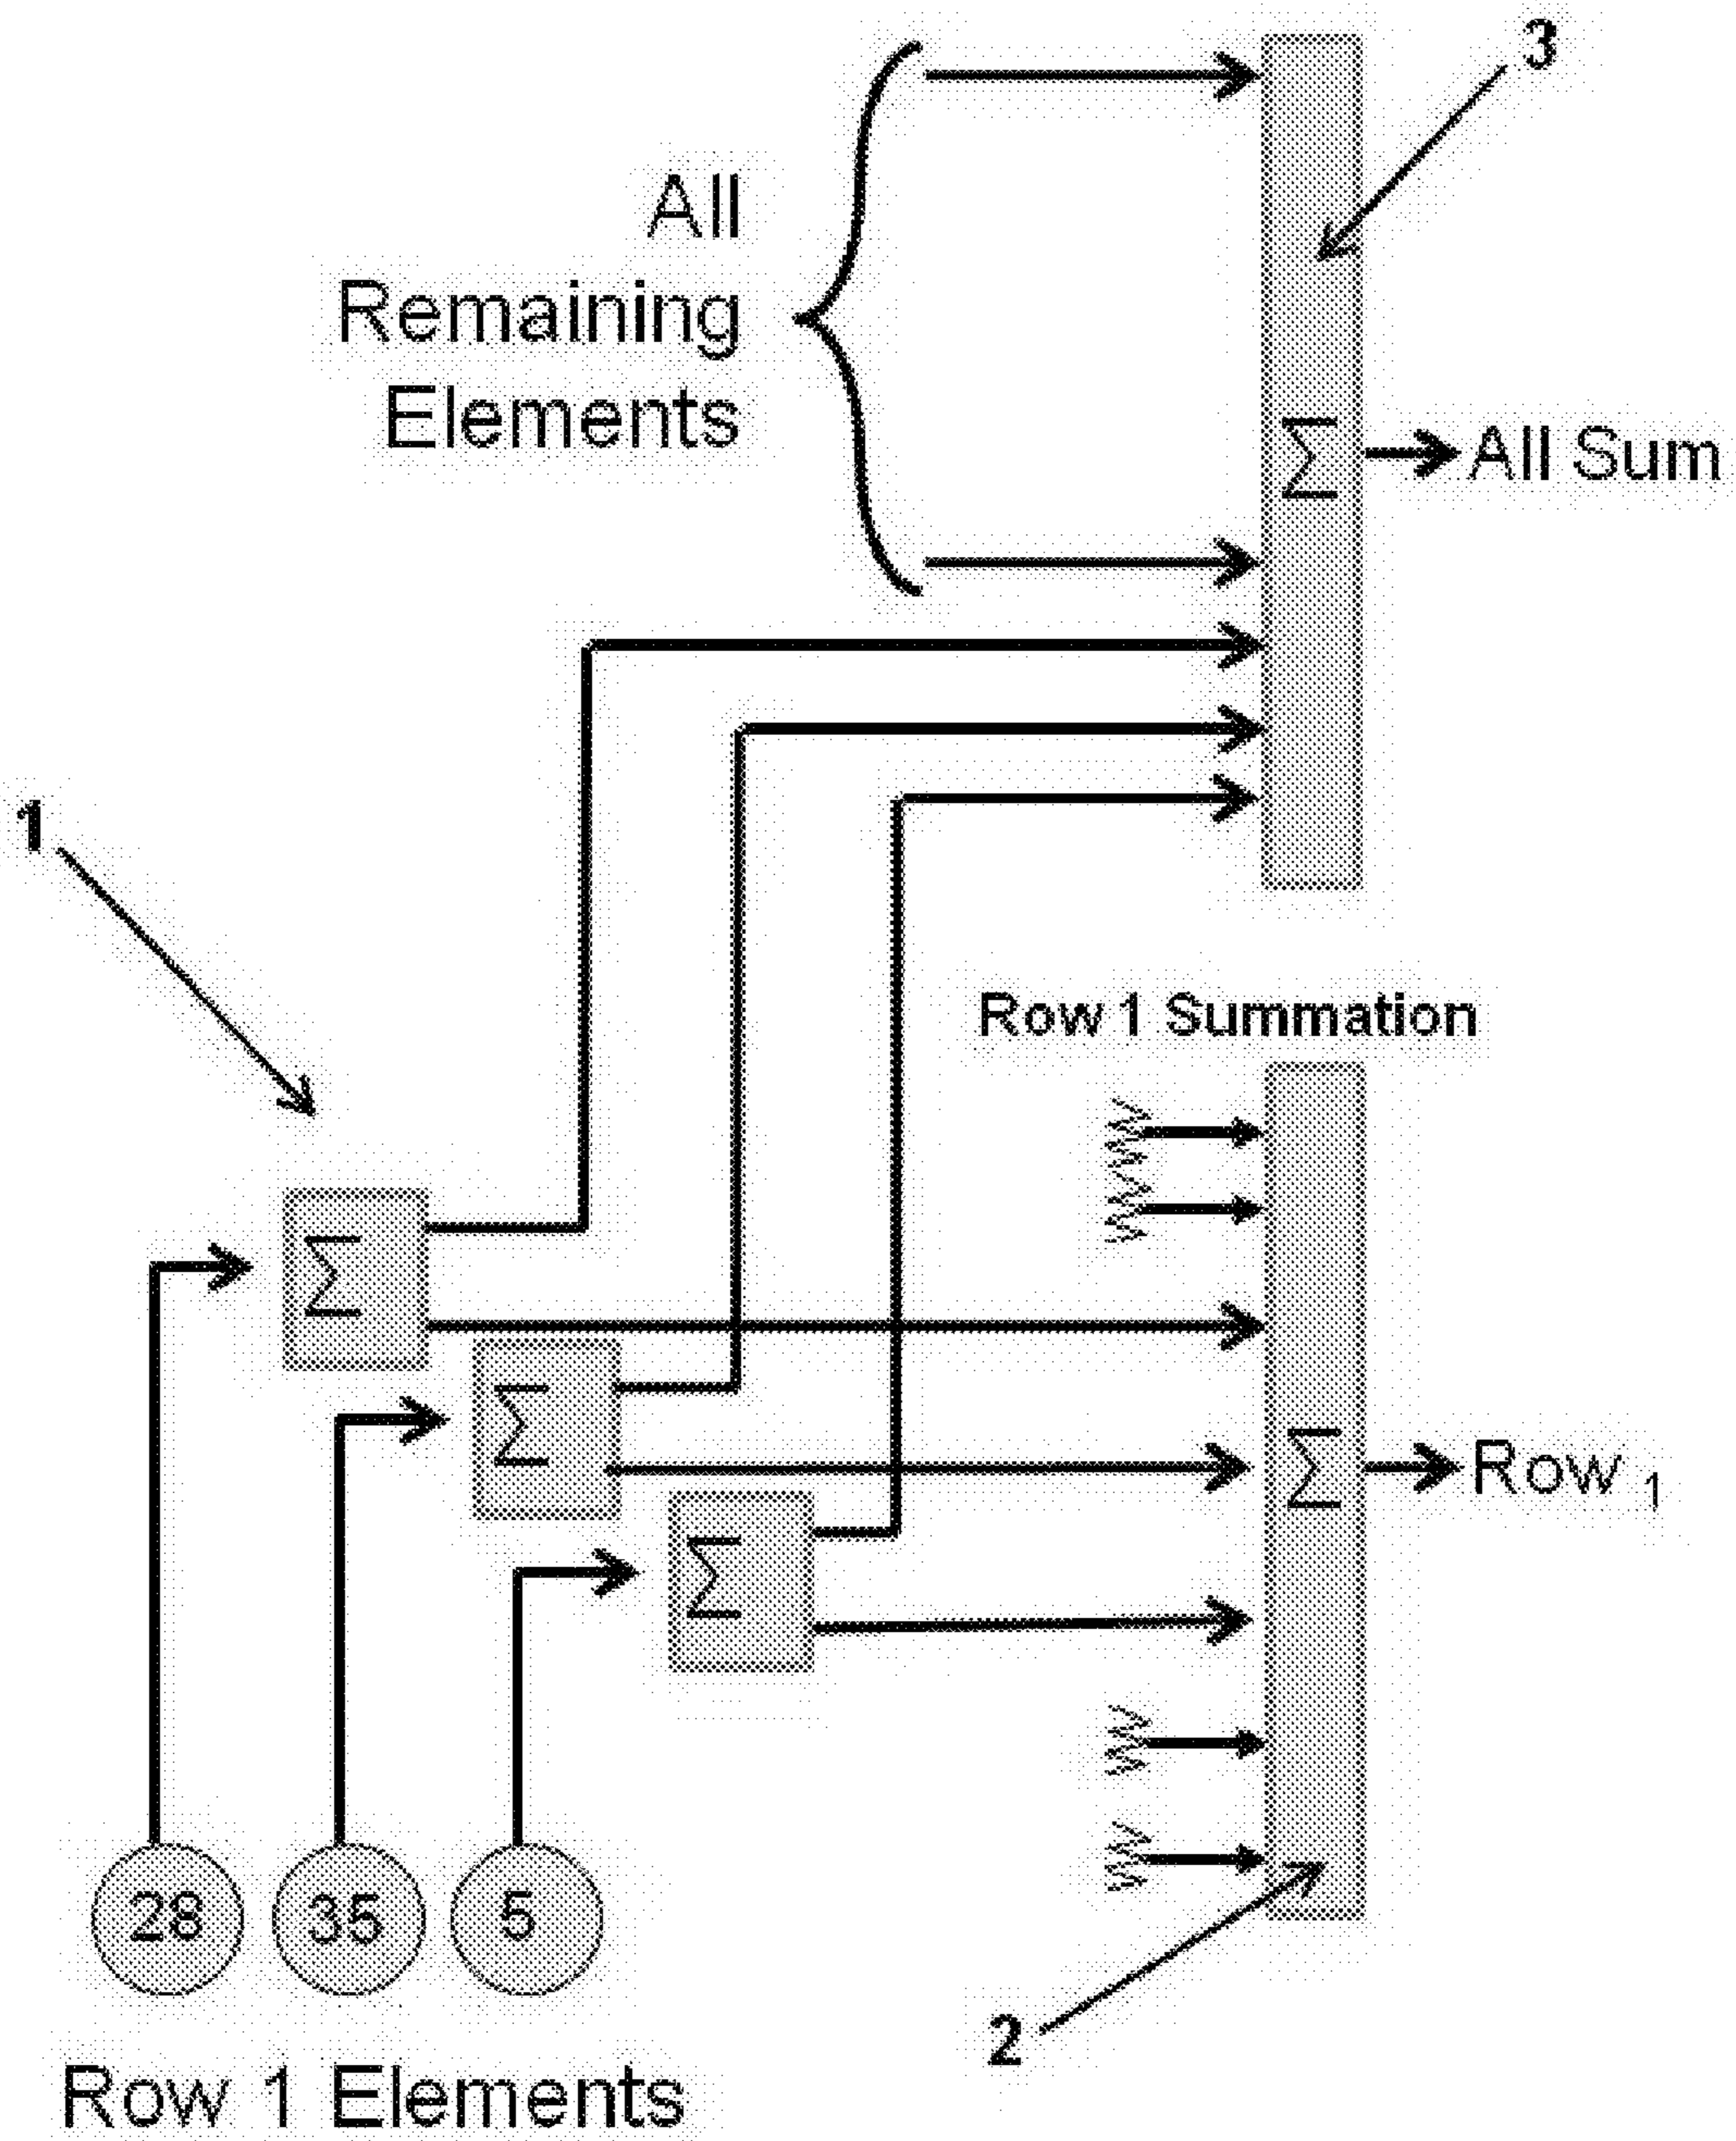 3
All
Remaining
Elements
Σ
All Sum
1
Row 1 Summation
Σ
Σ
Σ
Σ
Row 1
28 35 5
2
Row 1 Elements